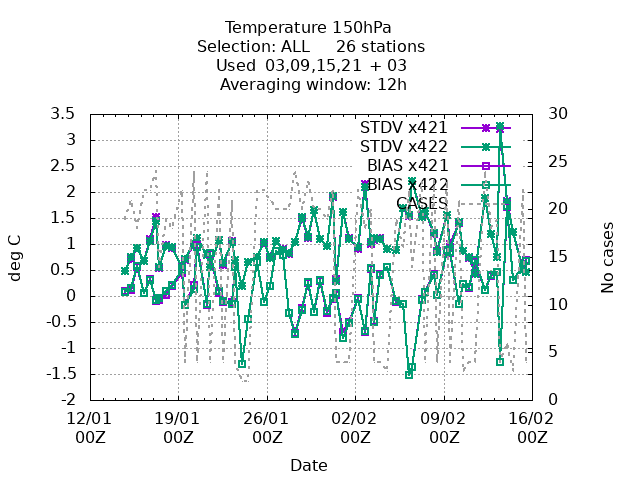 Temperature 150hPa
Selection: ALL 26 stations
Used 03,09,15,21 + 03
Averaging window: 12h
3.5
3
2.5
2
1.5
1
0.5
0
-0.5
-1
-1.5
-2
deg C
30
25
20
15
10
5
0
No cases
STDV x421
STDV x422
BIAS x421
BIAS x422
CASES
12/01 19/01 26/01 02/02 09/02 16/02
00Z 00Z 00Z 00Z 00Z 00Z
Date